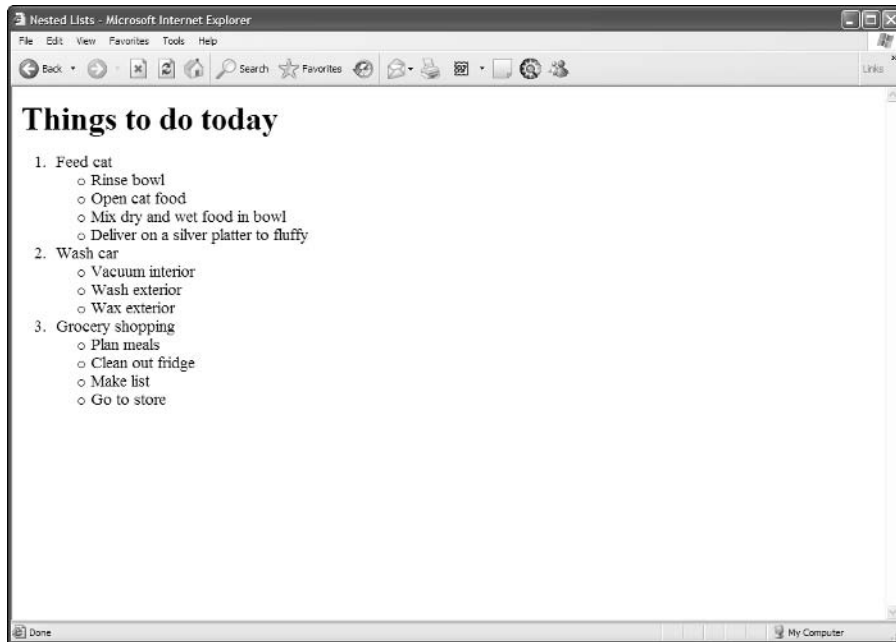 Nested Lists - Microsoft Internet Explorer
File Edit View Favorites Tools Help
Back Search Favorites Links »
Things to do today
1. Feed cat
○ Rinse bowl
○ Open cat food
○ Mix dry and wet food in bowl
○ Deliver on a silver platter to fluffy
2. Wash car
○ Vacuum interior
○ Wash exterior
○ Wax exterior
3. Grocery shopping
○ Plan meals
○ Clean out fridge
○ Make list
○ Go to store
Done My Computer